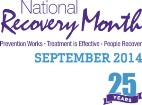 National
Recovery Month
Prevention Works • Treatment is Effective • People Recover
SEPTEMBER 2014
25
YEARS